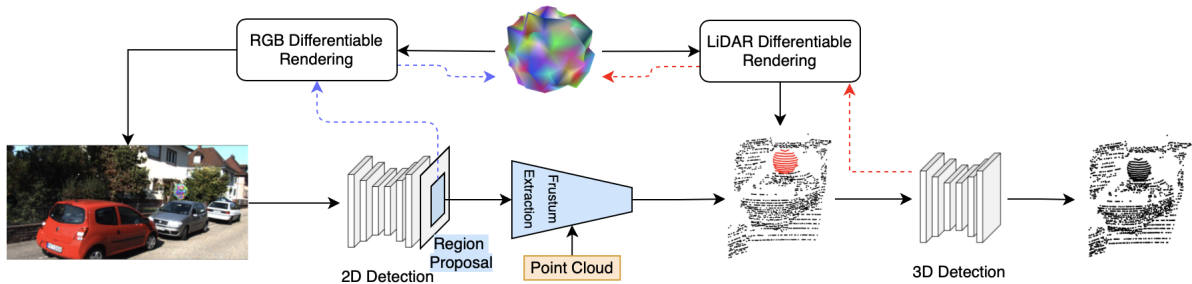 RGB Differentiable
Rendering
LiDAR Differentiable
Rendering
Frustum
Extraction
Region
Proposal
2D Detection
Point Cloud
3D Detection